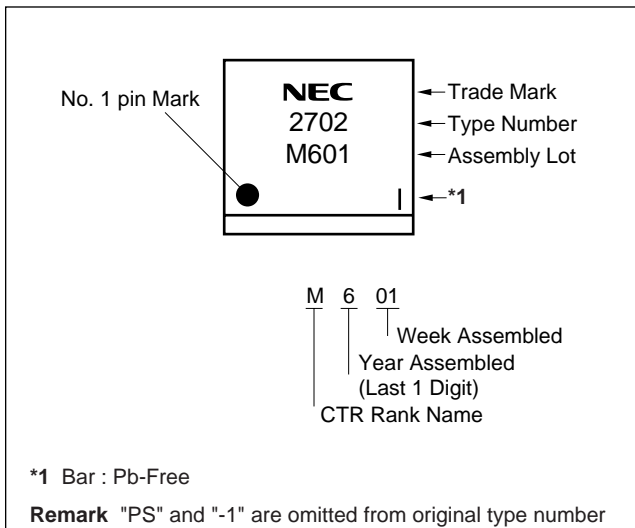 No. 1 pin Mark
NEC
2702
M601
Trade Mark
Type Number
Assembly Lot
*1
M 6 01
Week Assembled
Year Assembled
(Last 1 Digit)
CTR Rank Name
*1 Bar : Pb-Free
Remark "PS" and "-1" are omitted from original type number